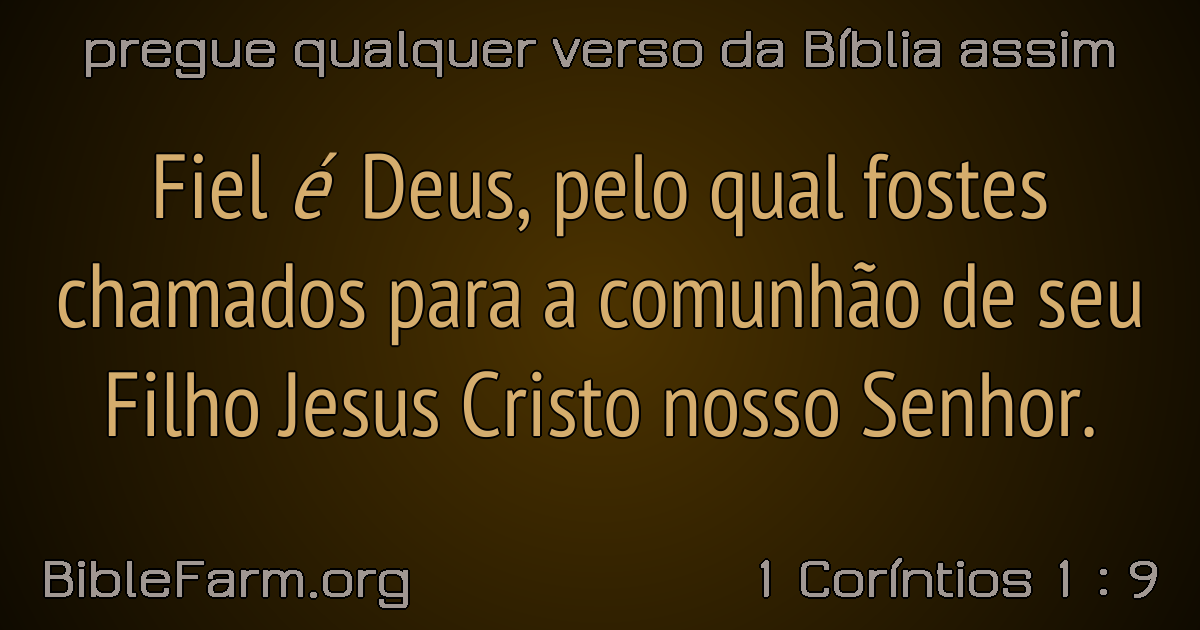 pregue qualquer verso da Bíblia assim
Fiel é Deus, pelo qual fostes
chamados para a comunhão de seu
Filho Jesus Cristo nosso Senhor.
BibleFarm.org
1 Coríntios 1 : 9